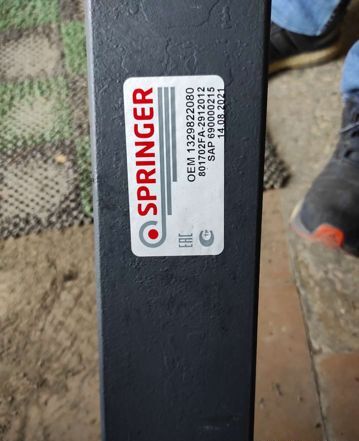 SPRINGER
OEM 1329822080
801702FA-2912012
SAP 690000215
14.08.2021
EAC